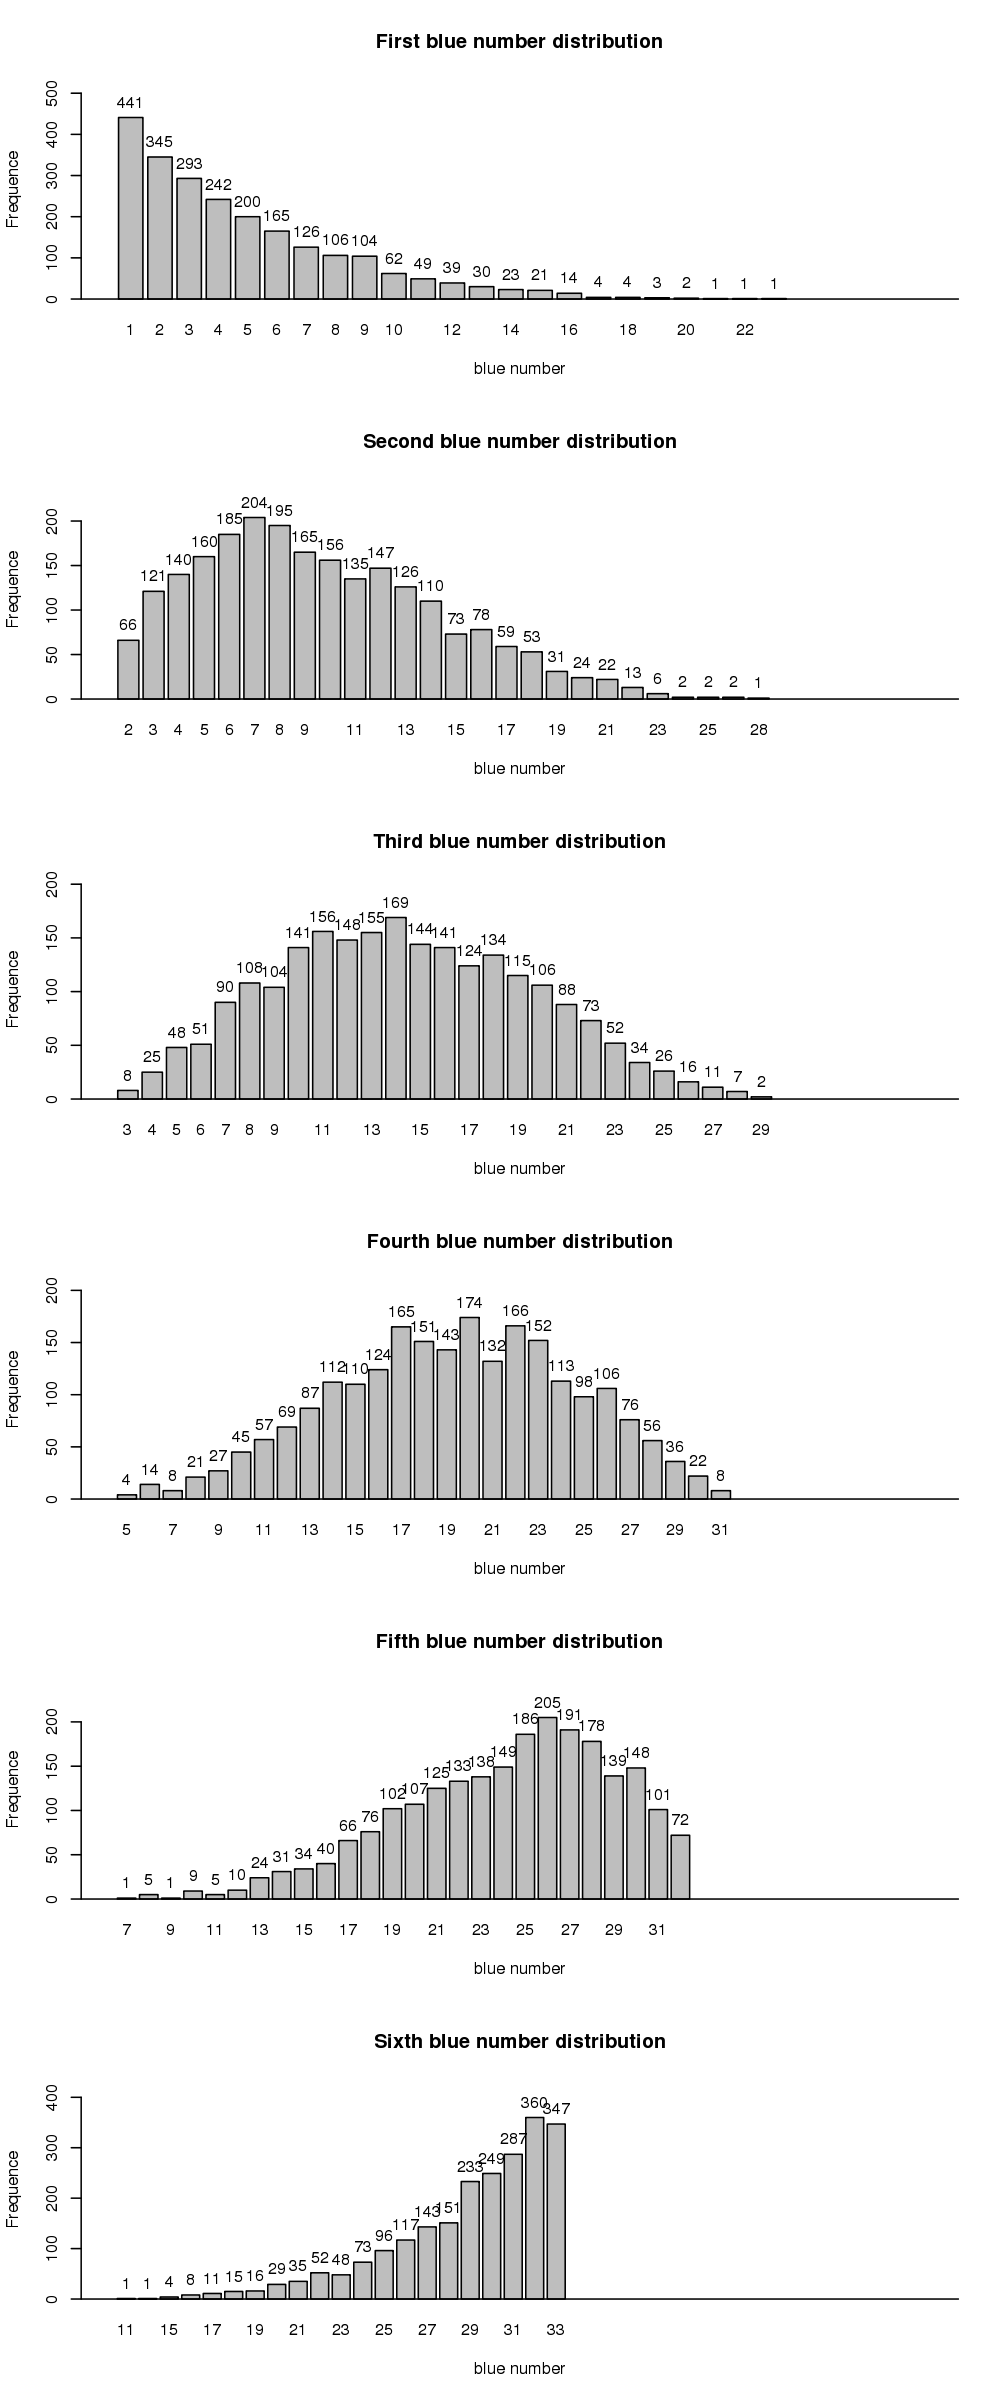 First blue number distribution
Frequence
0 100 200 300 400 500
441 345 293 242 200 165 126 106 104 62 49 39 30 23 21 14 4 4 3 2 1 1 1
1 2 3 4 5 6 7 8 9 10 12 14 16 18 20 22
blue number
Second blue number distribution
Frequence
0 50 100 150 200
66 121 140 160 185 204 195 165 156 135 147 126 110 73 78 59 53 31 24 22 13 6 2 2 2 1
2 3 4 5 6 7 8 9 11 13 15 17 19 21 23 25 28
blue number
Third blue number distribution
Frequence
0 50 100 150 200
8 25 48 51 90 108 104 141 156 148 155 169 144 141 124 134 115 106 88 73 52 34 26 16 11 7 2
3 4 5 6 7 8 9 11 13 15 17 19 21 23 25 27 29
blue number
Fourth blue number distribution
Frequence
0 50 100 150 200
4 14 8 21 27 45 57 69 87 112 110 124 165 151 143 174 132 166 152 113 98 106 76 56 36 22 8
5 7 9 11 13 15 17 19 21 23 25 27 29 31
blue number
Fifth blue number distribution
Frequence
0 50 100 150 200
1 5 1 9 5 10 24 31 34 40 66 76 102 107 125 133 138 149 186 205 191 178 139 148 101 72
7 9 11 13 15 17 19 21 23 25 27 29 31
blue number
Sixth blue number distribution
Frequence
0 100 200 300 400
1 1 4 8 11 15 16 29 35 52 48 73 96 117 143 151 233 249 287 360 347
11 15 17 19 21 23 25 27 29 31 33
blue number